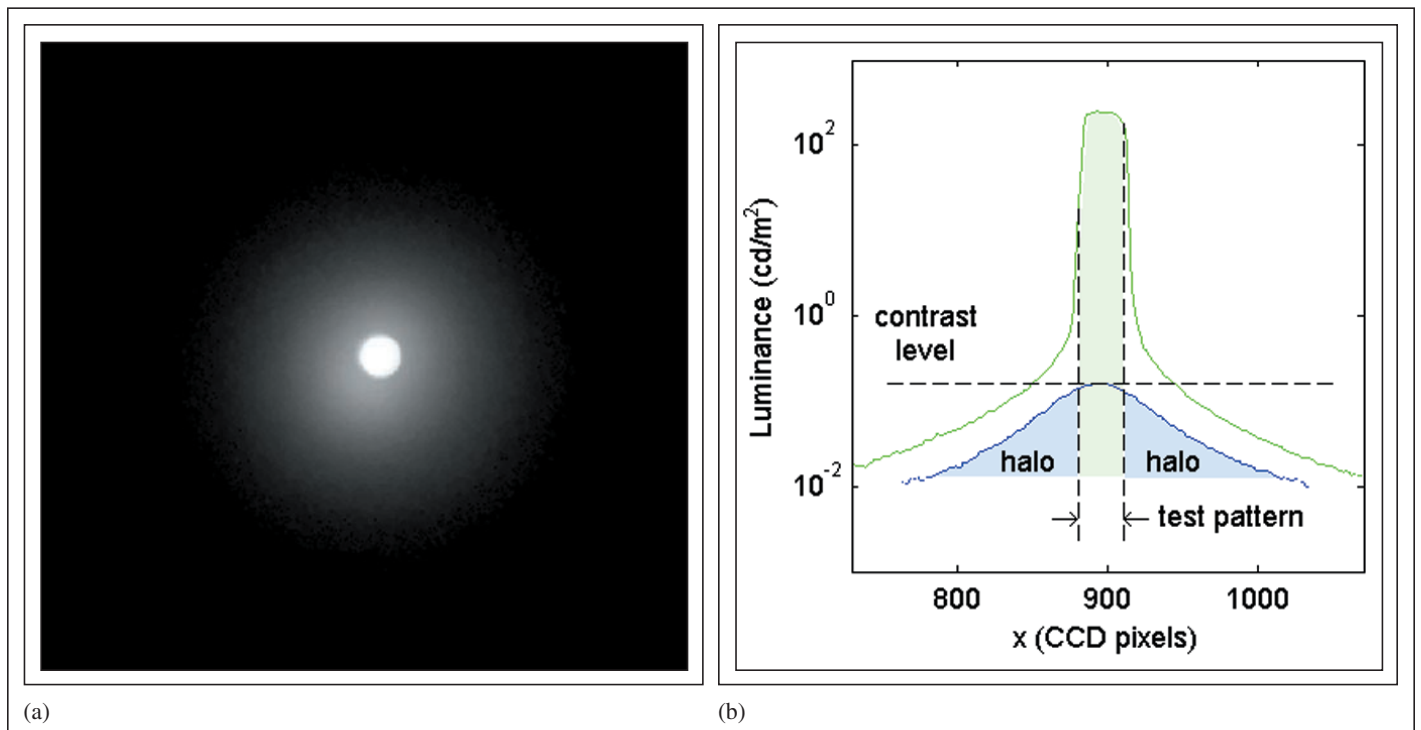 10^2
10^0
10^-2
Luminance (cd/m^2)
contrast
level
halo
halo
test pattern
800
900
1000
x (CCD pixels)
(a)
(b)